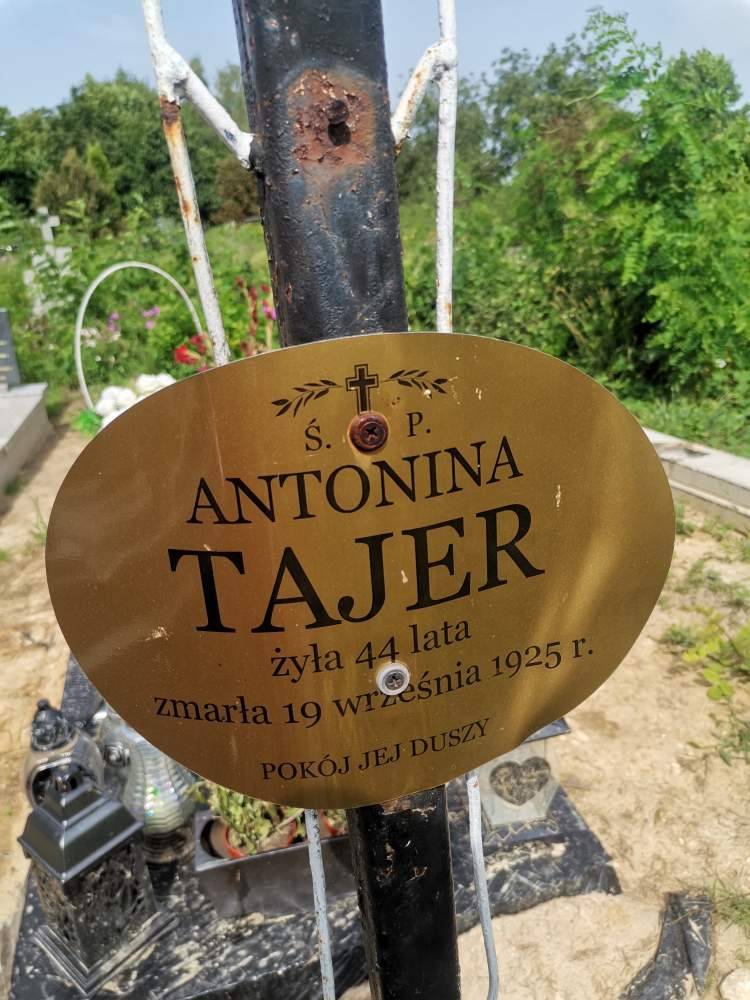 Ś. P.
ANTONINA
TAJER
żyła 44 lata
zmarła 19 września 1925 r.
POKÓJ JEJ DUSZY